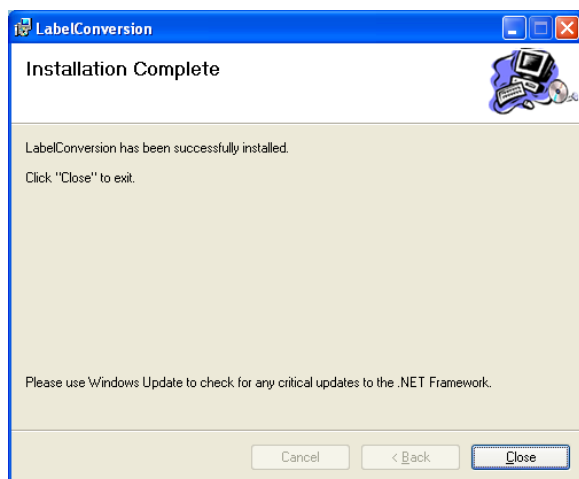 LabelConversion
Installation Complete
LabelConversion has been successfully installed.
Click "Close" to exit.
Please use Windows Update to check for any critical updates to the .NET Framework.
Cancel
< Back
Close